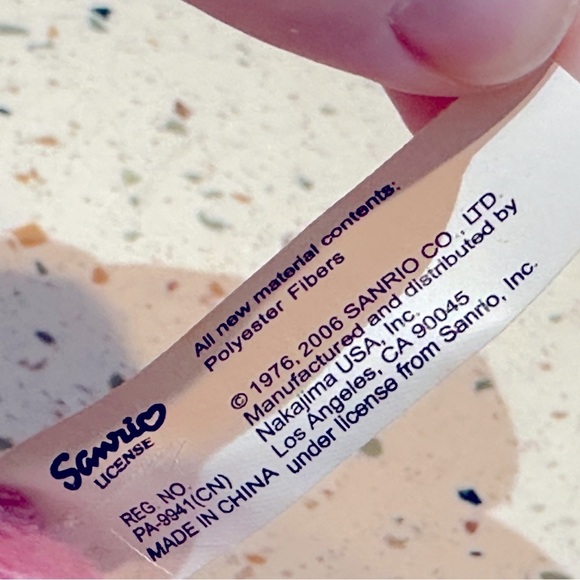 All new material contents:
Polyester Fibers
© 1976, 2006 SANRIO CO., LTD.
Manufactured and distributed by
Nakajima USA, Inc.
Los Angeles, CA 90045
under license from Sanrio, Inc.
Sanrio
LICENSE
REG. NO.
PA-9941(CN)
MADE IN CHINA